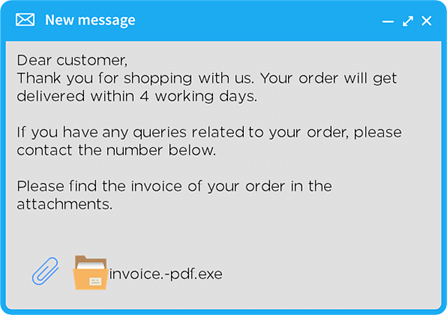 New message
Dear customer,
Thank you for shopping with us. Your order will get
delivered within 4 working days.
If you have any queries related to your order, please
contact the number below.
Please find the invoice of your order in the
attachments.
invoice.-pdf.exe